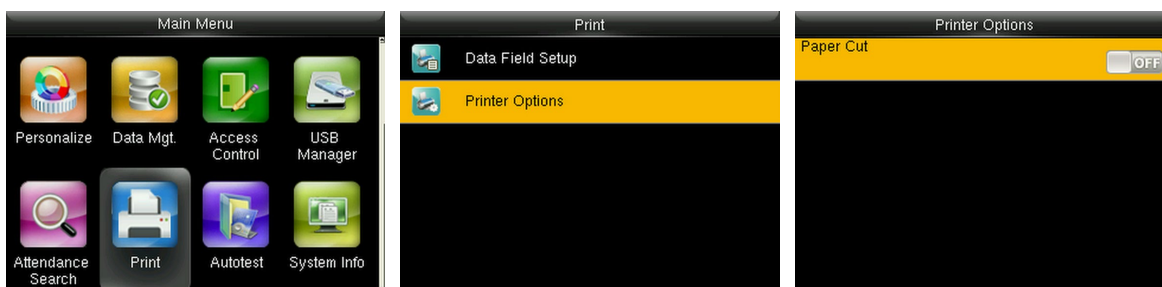 Main Menu
Personalize
Data Mgt.
Access
Control
USB
Manager
Attendance
Search
Print
Autotest
System Info
Print
Data Field Setup
Printer Options
Printer Options
Paper Cut
OFF